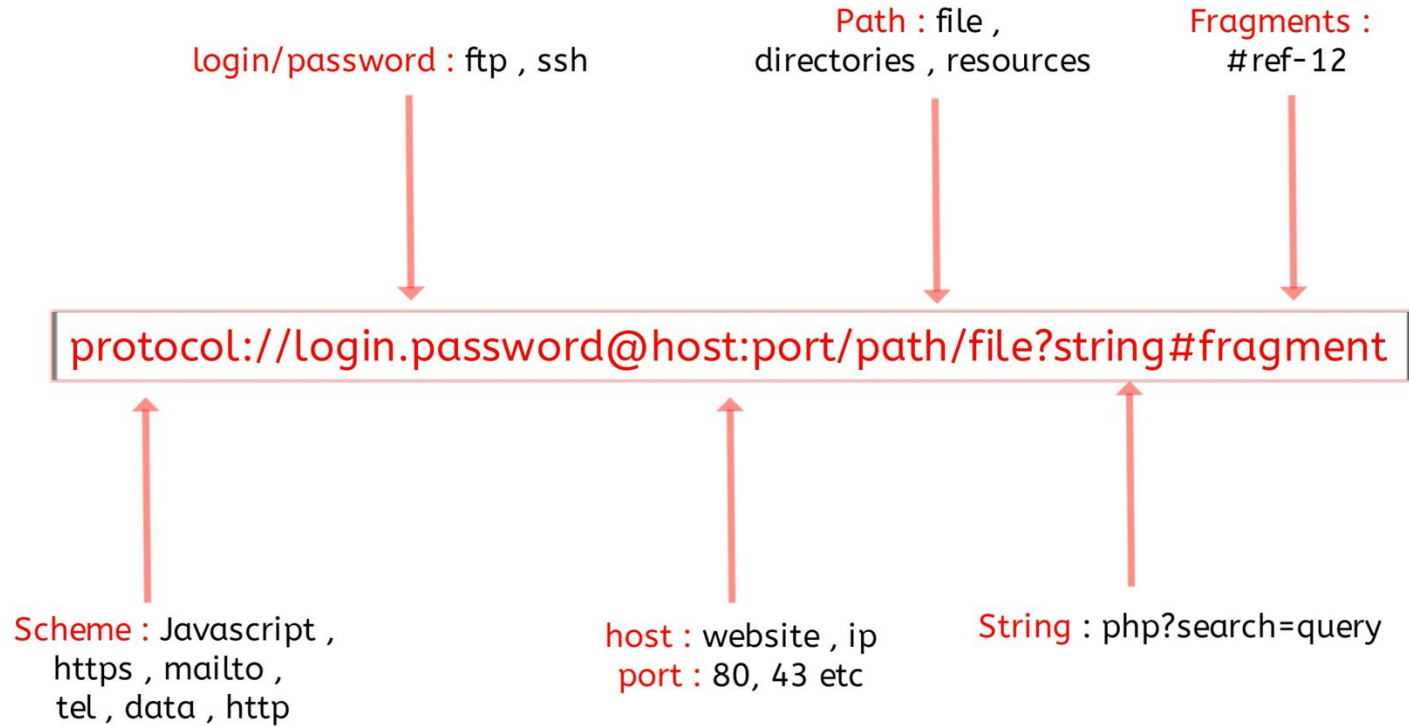 login/password : ftp , ssh
Path : file ,
directories , resources
Fragments :
#ref-12
protocol://login.password@host:port/path/file?string#fragment
Scheme : Javascript ,
https , mailto ,
tel , data , http
host : website , ip
port : 80, 43 etc
String : php?search=query